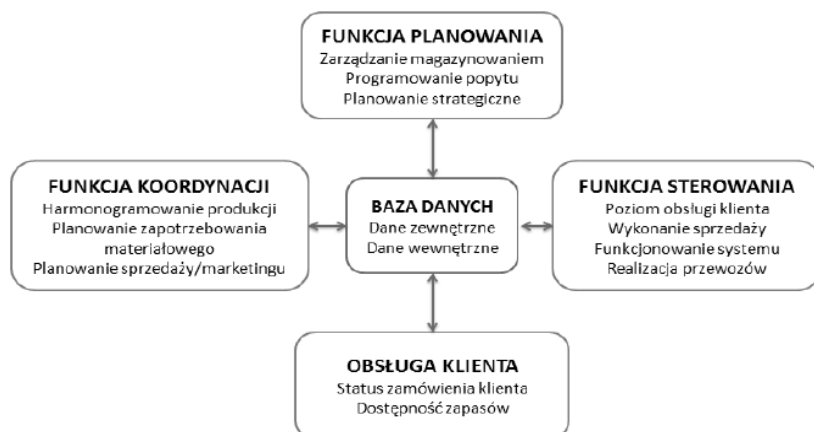 FUNKCJA PLANOWANIA
Zarządzanie magazynowaniem
Programowanie popytu
Planowanie strategiczne
FUNKCJA KOORDYNACJI
Harmonogramowanie produkcji
Planowanie zapotrzebowania
materiałowego
Planowanie sprzedaży/marketingu
BAZA DANYCH
Dane zewnętrzne
Dane wewnętrzne
FUNKCJA STEROWANIA
Poziom obsługi klienta
Wykonanie sprzedaży
Funkcjonowanie systemu
Realizacja przewozów
OBSŁUGA KLIENTA
Status zamówienia klienta
Dostępność zapasów